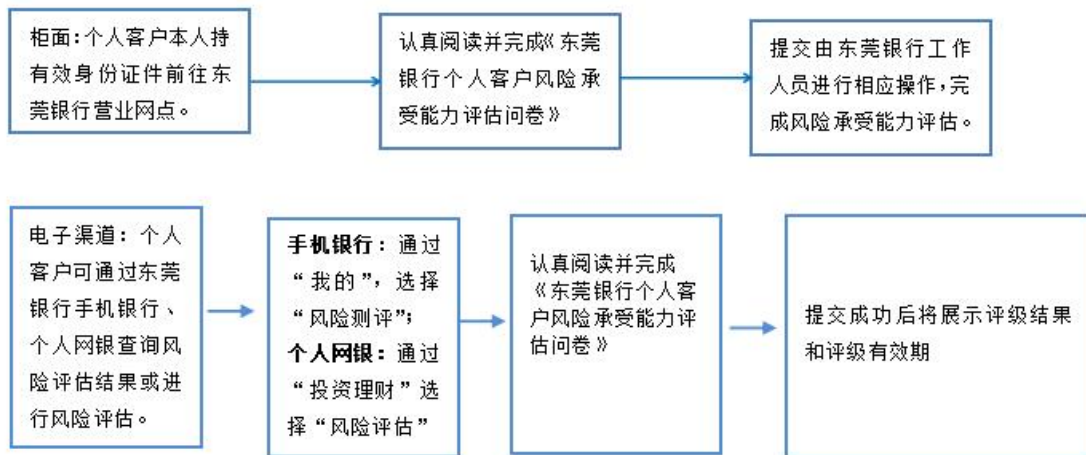 柜面：个人客户本人持
有效身份证件前往东
莞银行营业网点。
认真阅读并完成《东莞
银行个人客户风险承
受能力评估问卷》
提交由东莞银行工作
人员进行相应操作，完
成风险承受能力评估。
电子渠道：个人
客户可通过东莞
银行手机银行、
个人网银查询风
险评估结果或进
行风险评估。
手机银行：通过
“我的”，选择
“风险测评”；
个人网银：通过
“投资理财”选
择“风险评估”
认真阅读并完成
《东莞银行个人客
户风险承受能力评
估问卷》
提交成功后将展示评级结果
和评级有效期